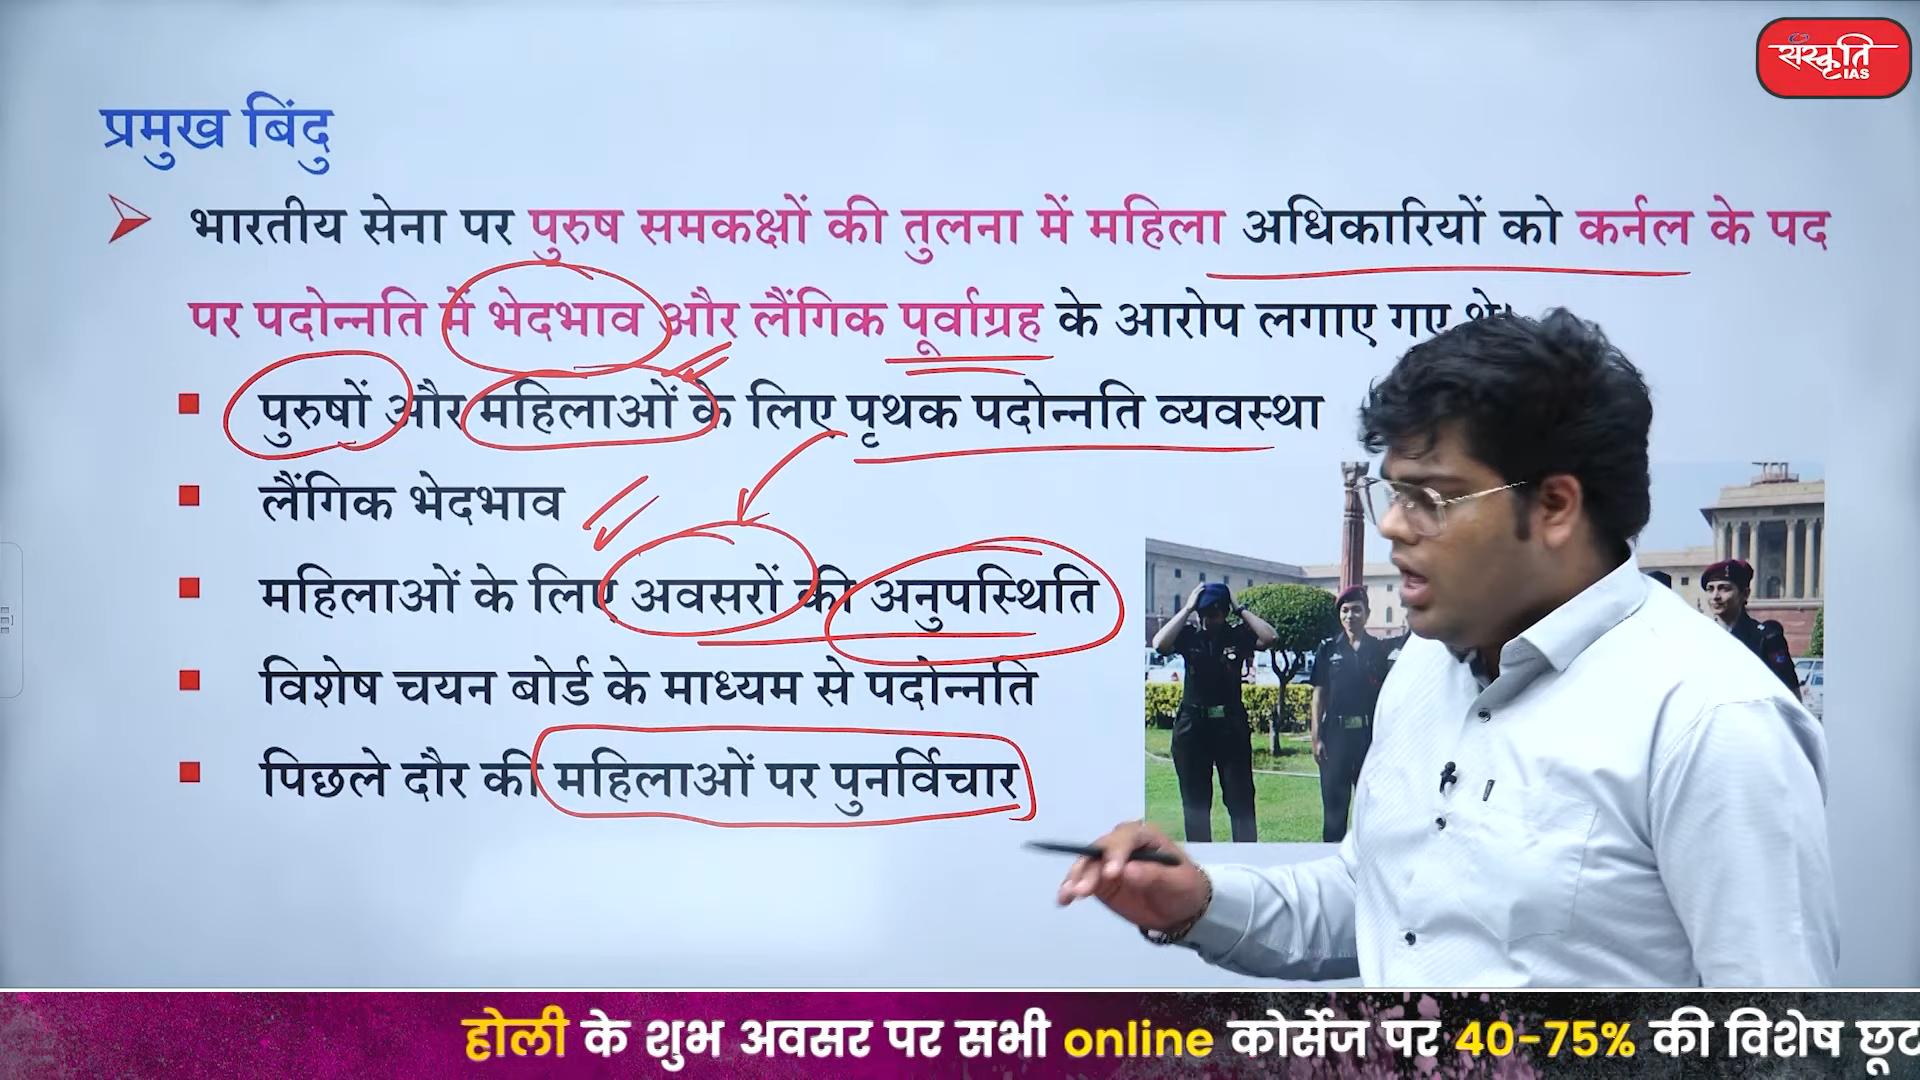 संस्कृति
IAS
प्रमुख बिंदु
भारतीय सेना पर पुरुष समकक्षों की तुलना में महिला अधिकारियों को कर्नल के पद
पर पदोन्नति में भेदभाव और लैंगिक पूर्वाग्रह के आरोप लगाए गए थे।
पुरुषों और महिलाओं के लिए पृथक पदोन्नति व्यवस्था
लैंगिक भेदभाव
महिलाओं के लिए अवसरों की अनुपस्थिति
विशेष चयन बोर्ड के माध्यम से पदोन्नति
पिछले दौर की महिलाओं पर पुनर्विचार
होली के शुभ अवसर पर सभी online कोर्सेज पर 40-75% की विशेष छूट